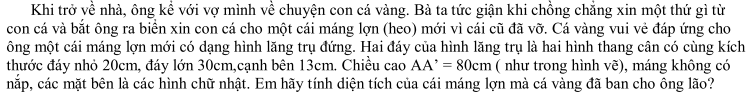 Khi trở về nhà, ông kể với vợ mình về chuyện con cá vàng. Bà ta tức giận khi chồng chẳng xin một thứ gì từ
con cá và bắt ông ra biển xin con cá cho một cái máng lợn (heo) mới vì cái cũ đã vỡ. Cá vàng vui vẻ đáp ứng cho
ông một cái máng lợn mới có dạng hình lăng trụ đứng. Hai đáy của hình lăng trụ là hai hình thang cân có cùng kích
thước đáy nhỏ 20cm, đáy lớn 30cm,cạnh bên 13cm. Chiều cao AA’ = 80cm ( như trong hình vẽ), máng không có
nắp, các mặt bên là các hình chữ nhật. Em hãy tính diện tích của cái máng lợn mà cá vàng đã ban cho ông lão?